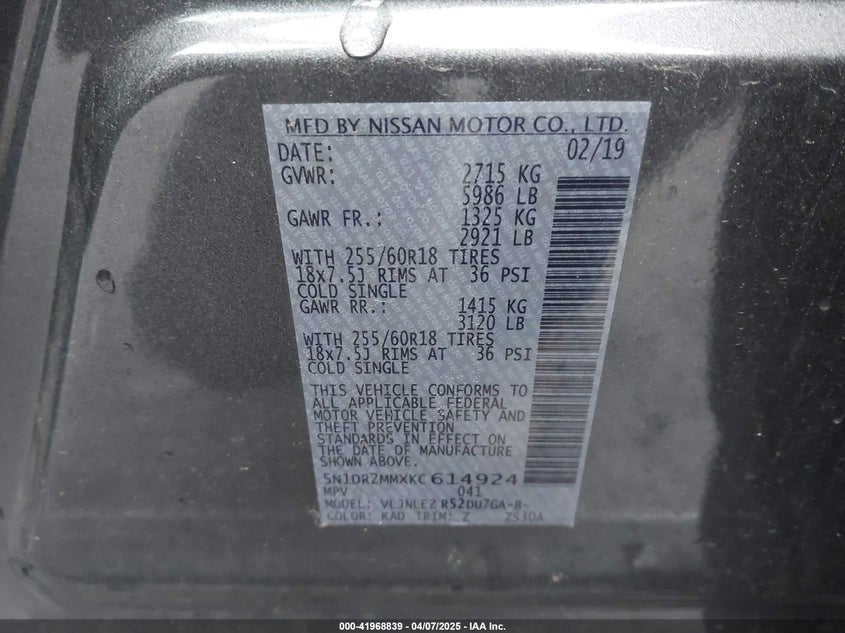 MFD BY NISSAN MOTOR CO., LTD.
DATE: 02/19
GVWR: 2715 KG
5986 LB
GAWR FR.: 1325 KG
2921 LB
WITH 255/60R18 TIRES
18x7.5J RIMS AT 36 PSI
COLD SINGLE
GAWR RR.: 1415 KG
3120 LB
WITH 255/60R18 TIRES
18x7.5J RIMS AT 36 PSI
COLD SINGLE
THIS VEHICLE CONFORMS TO
ALL APPLICABLE FEDERAL
MOTOR VEHICLE SAFETY AND
THEFT PREVENTION
STANDARDS IN EFFECT ON
THE DATE OF MANUFACTURE
SHOWN ABOVE.
5N1DR2MMXKC614924
MPV 041
MODEL: VLJNLEZ R52DU7GA-R-
COLOR: KAD TRIM: Z ZS30A
000-41968839 - 04/07/2025 - IAA Inc.